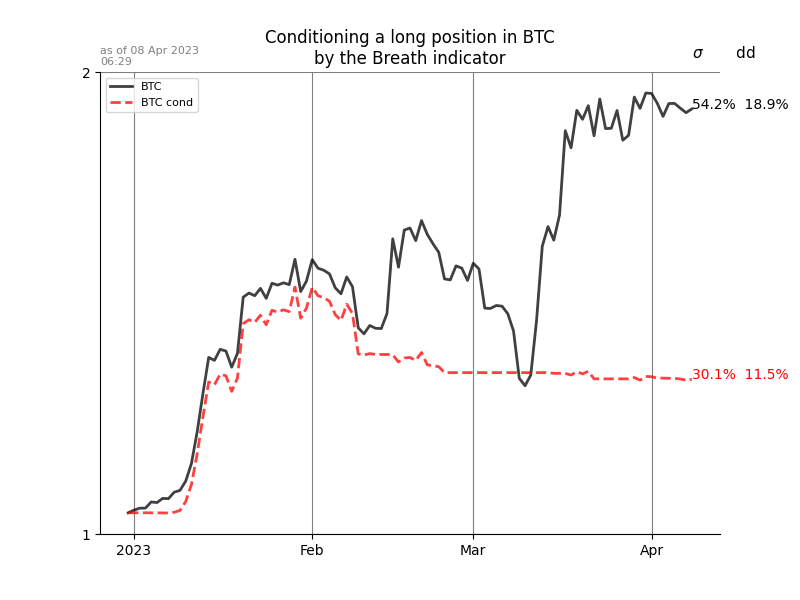 Conditioning a long position in BTC
by the Breath indicator
as of 08 Apr 2023
06:29
σ dd
2
BTC
BTC cond
54.2% 18.9%
30.1% 11.5%
1
2023 Feb Mar Apr